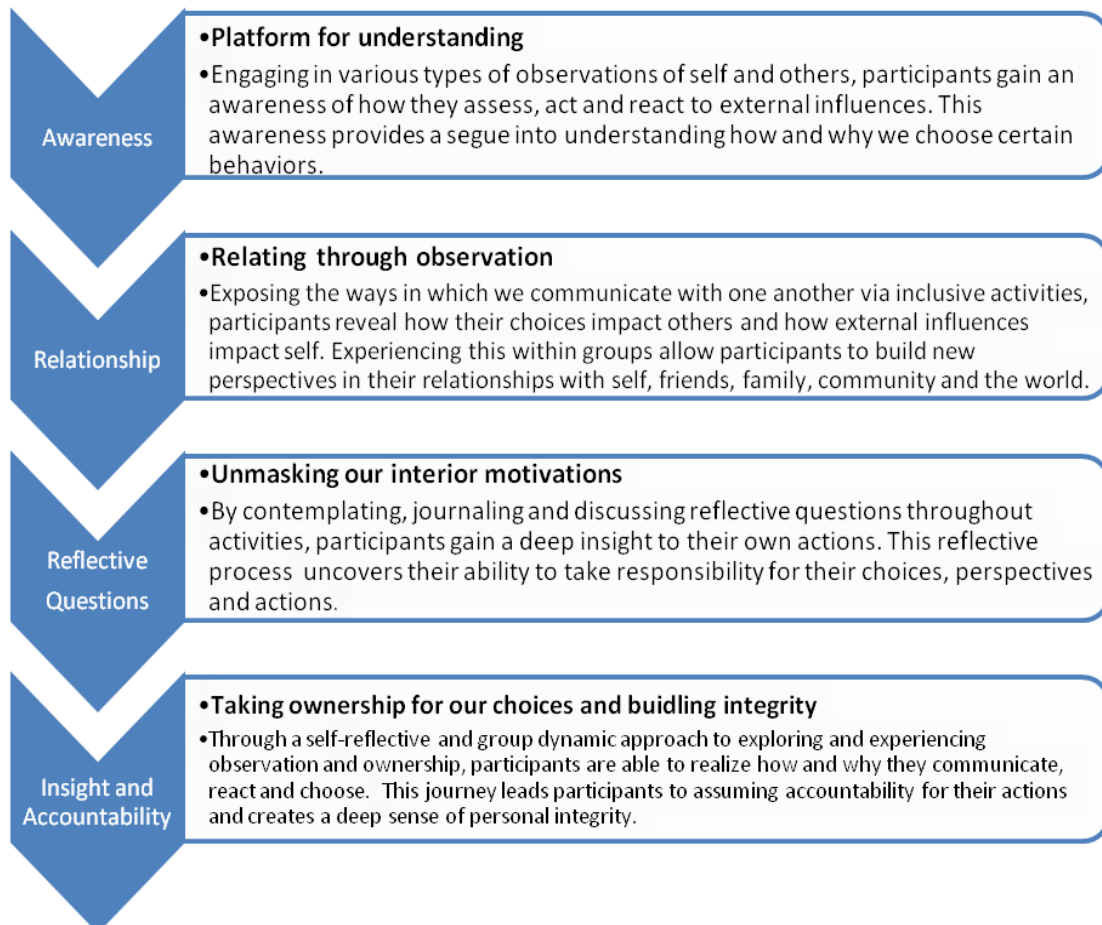 Awareness
•Platform for understanding
•Engaging in various types of observations of self and others, participants gain an
awareness of how they assess, act and react to external influences. This
awareness provides a segue into understanding how and why we choose certain
behaviors.
Relationship
•Relating through observation
•Exposing the ways in which we communicate with one another via inclusive activities,
participants reveal how their choices impact others and how external influences
impact self. Experiencing this within groups allow participants to build new
perspectives in their relationships with self, friends, family, community and the world.
Reflective
Questions
•Unmasking our interior motivations
•By contemplating, journaling and discussing reflective questions throughout
activities, participants gain a deep insight to their own actions. This reflective
process uncovers their ability to take responsibility for their choices, perspectives
and actions.
Insight and
Accountability
•Taking ownership for our choices and buidling integrity
•Through a self-reflective and group dynamic approach to exploring and experiencing
observation and ownership, participants are able to realize how and why they communicate,
react and choose.  This journey leads participants to assuming accountability for their actions
and creates a deep sense of personal integrity.